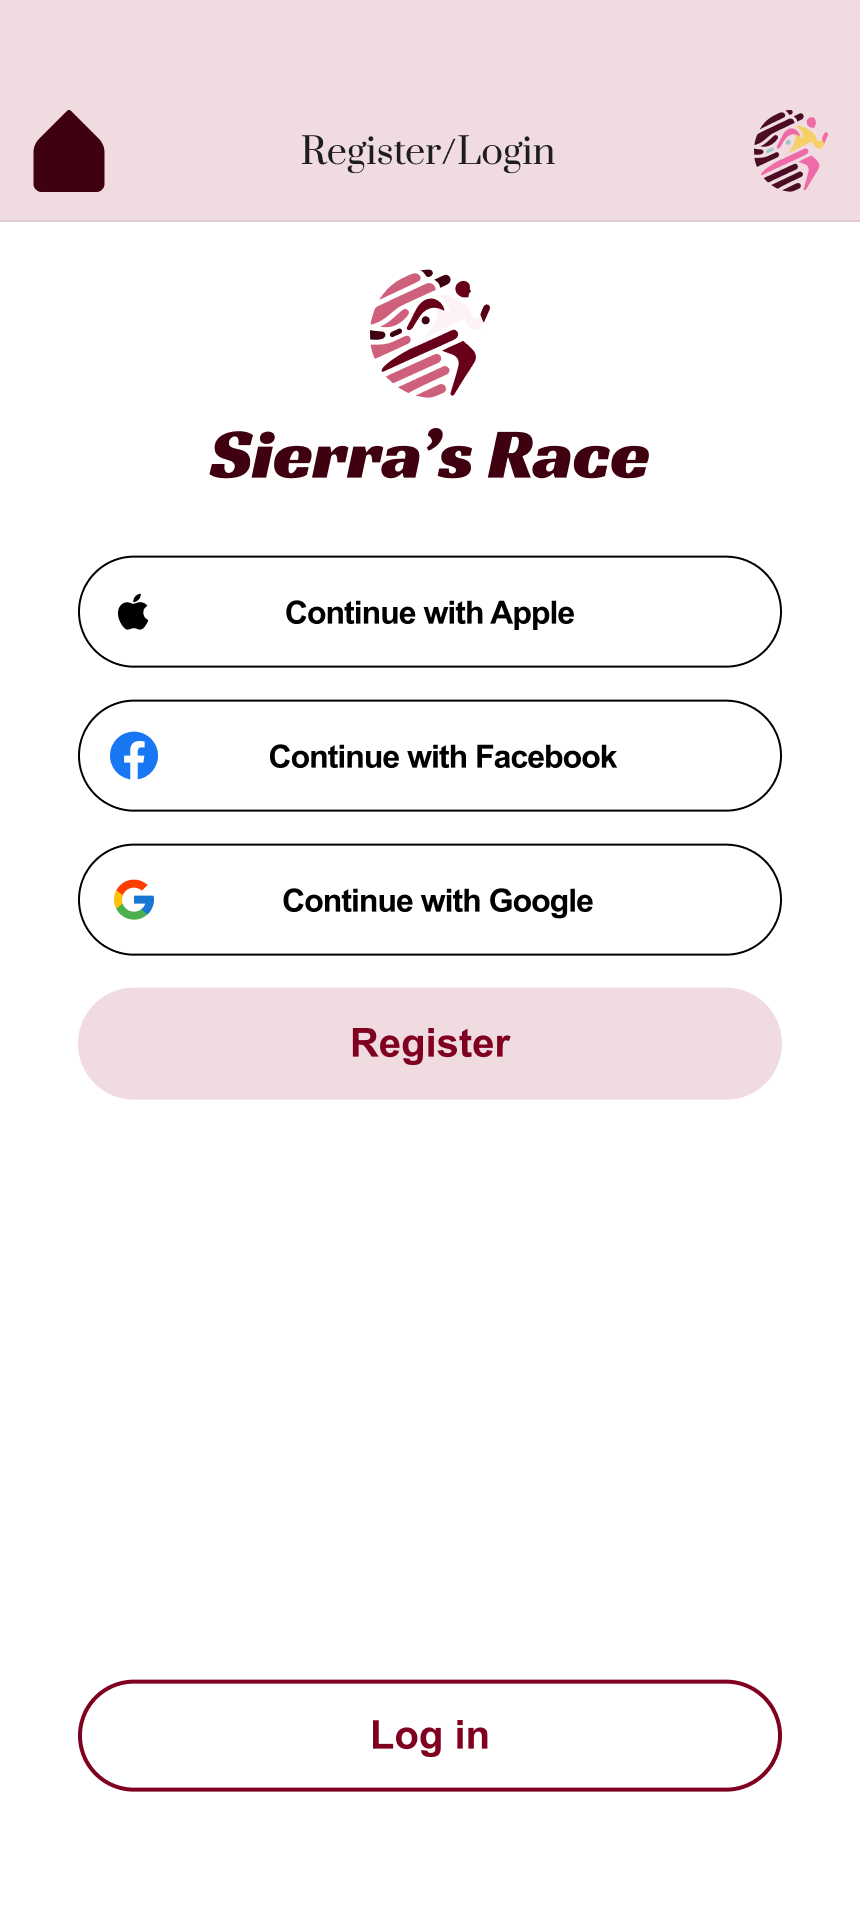 Register/Login
Sierra’s Race
Continue with Apple
Continue with Facebook
Continue with Google
Register
Log in